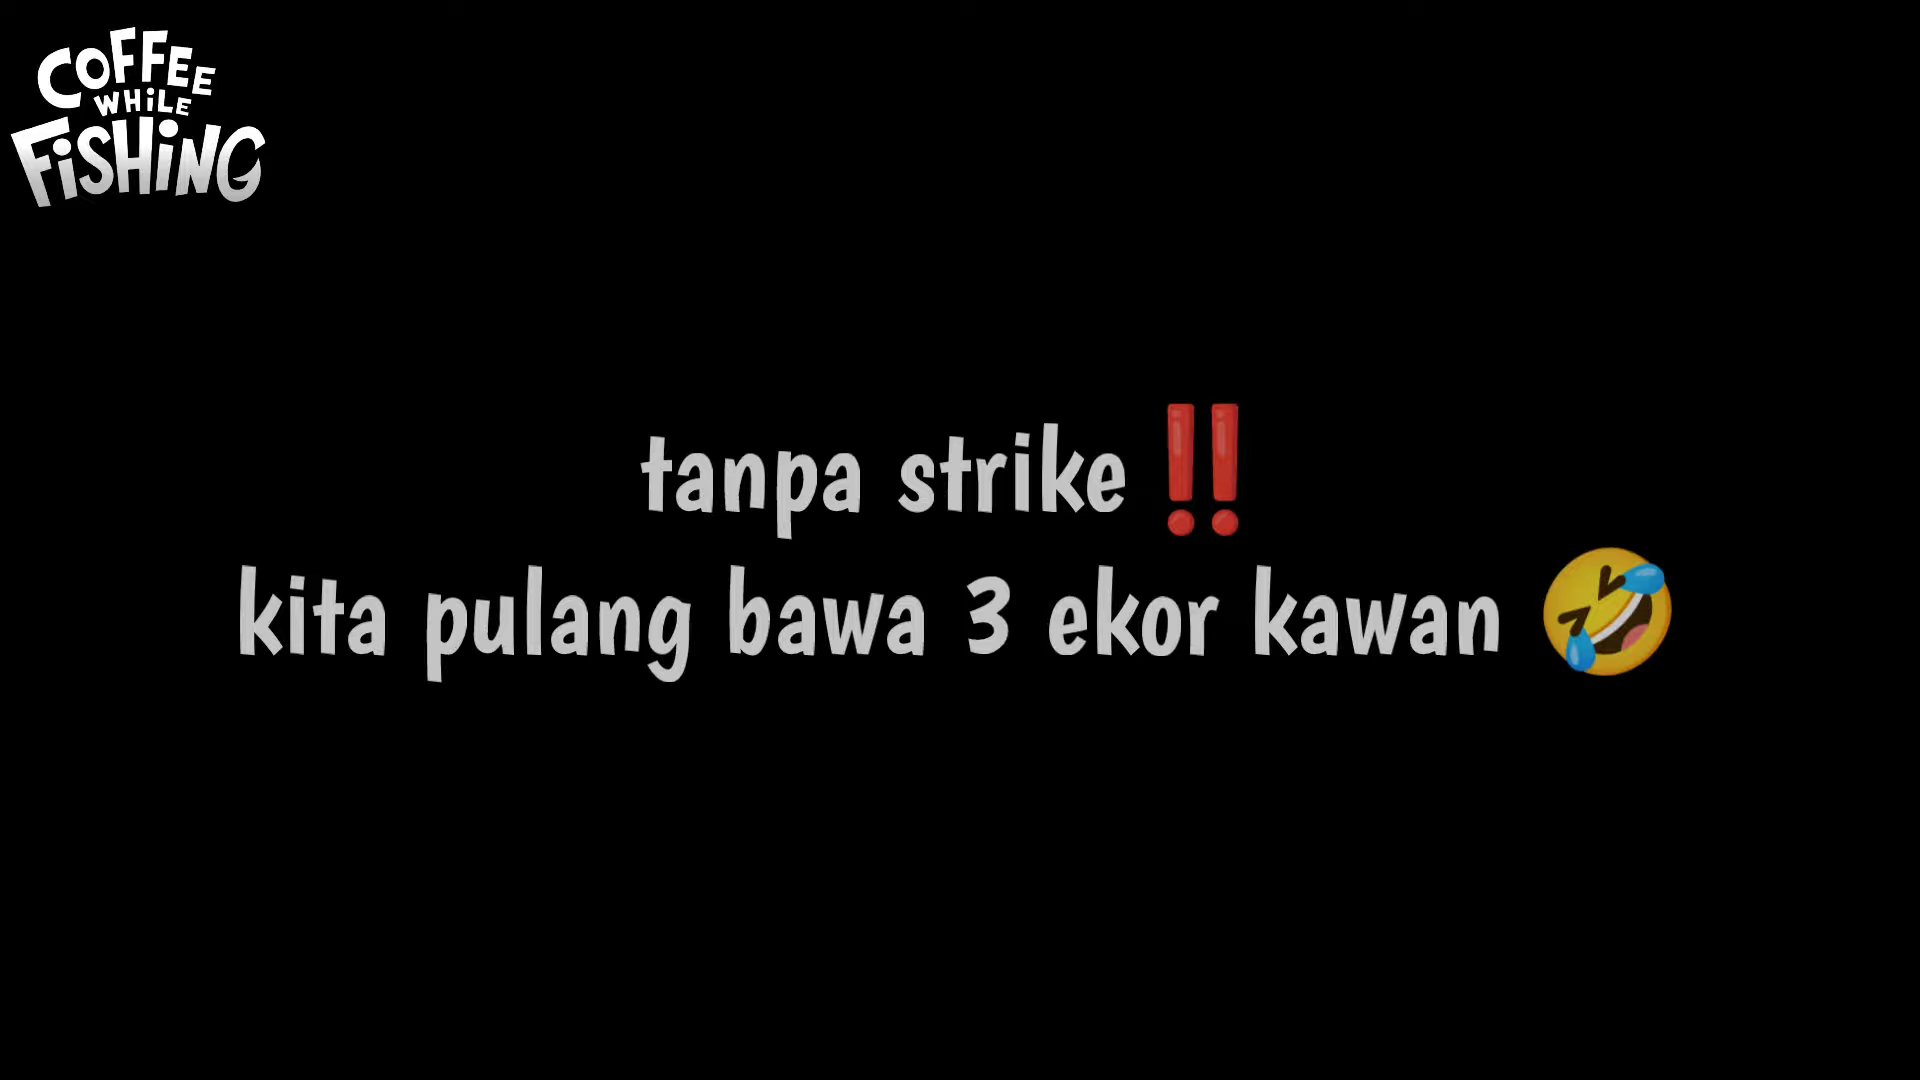 COFFEE
WHiLE
FiSHiNG
tanpa strike ‼️
kita pulang bawa 3 ekor kawan 🤣